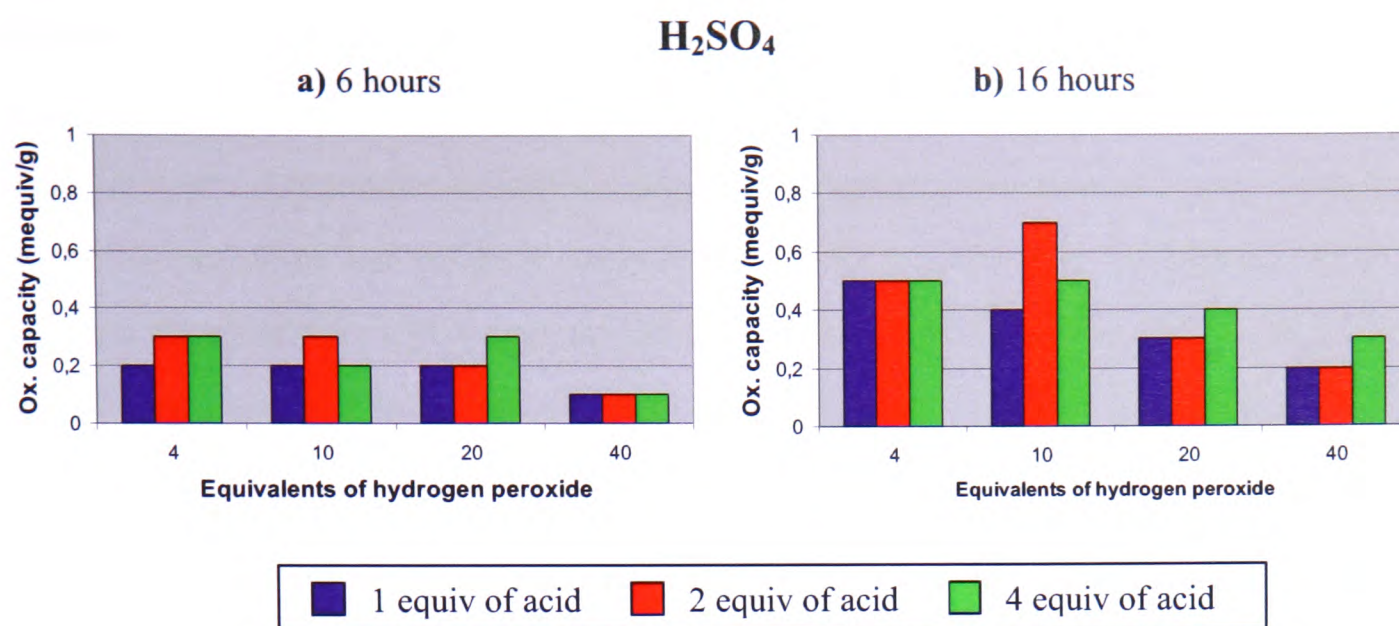 H₂SO₄
a) 6 hours
Ox. capacity (mequiv/g)
1
0,8
0,6
0,4
0,2
0
4 10 20 40
Equivalents of hydrogen peroxide
b) 16 hours
Ox. capacity (mequiv/g)
1
0,8
0,6
0,4
0,2
0
4 10 20 40
Equivalents of hydrogen peroxide
1 equiv of acid 2 equiv of acid 4 equiv of acid